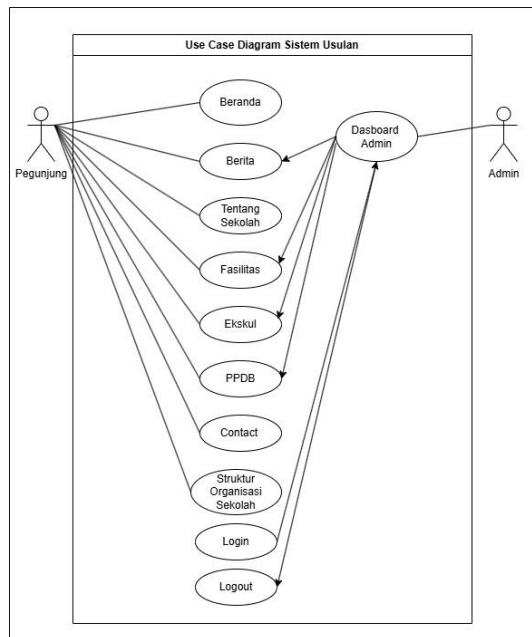 Use Case Diagram Sistem Usulan
Beranda
Dasboard
Admin
Pegunjung
Admin
Berita
Tentang
Sekolah
Fasilitas
Ekskul
PPDB
Contact
Struktur
Organisasi
Sekolah
Login
Logout